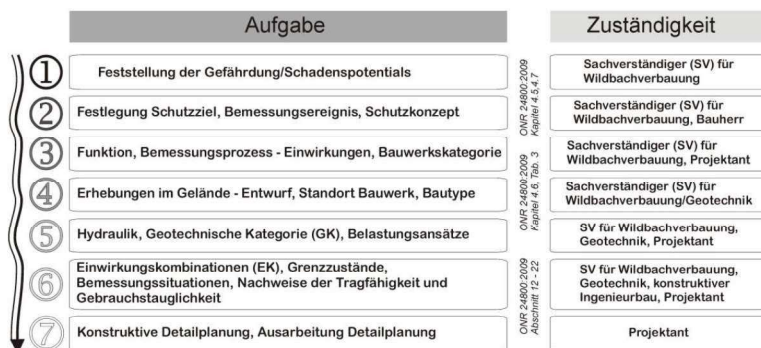 Aufgabe
Zuständigkeit
1
Feststellung der Gefährdung/Schadenspotentials
Sachverständiger (SV) für
Wildbachverbauung
2
Festlegung Schutzziel, Bemessungsereignis, Schutzkonzept
Sachverständiger (SV) für
Wildbachverbauung, Bauherr
ONR 24800:2009
Kapitel 4.5,4.7
3
Funktion, Bemessungsprozess - Einwirkungen, Bauwerkskategorie
Sachverständiger (SV) für
Wildbachverbauung, Projektant
4
Erhebungen im Gelände - Entwurf, Standort Bauwerk, Bautype
Sachverständiger (SV) für
Wildbachverbauung/Geotechnik
ONR 24800:2009
Kapitel 4.6, Tab. 3
5
Hydraulik, Geotechnische Kategorie (GK), Belastungsansätze
SV für Wildbachverbauung,
Geotechnik, Projektant
6
Einwirkungskombinationen (EK), Grenzzustände,
Bemessungssituationen, Nachweise der Tragfähigkeit und
Gebrauchstauglichkeit
SV für Wildbachverbauung,
Geotechnik, konstruktiver
Ingenieurbau, Projektant
ONR 24800:2009
Abschnitt 12 - 22
7
Konstruktive Detailplanung, Ausarbeitung Detailplanung
Projektant